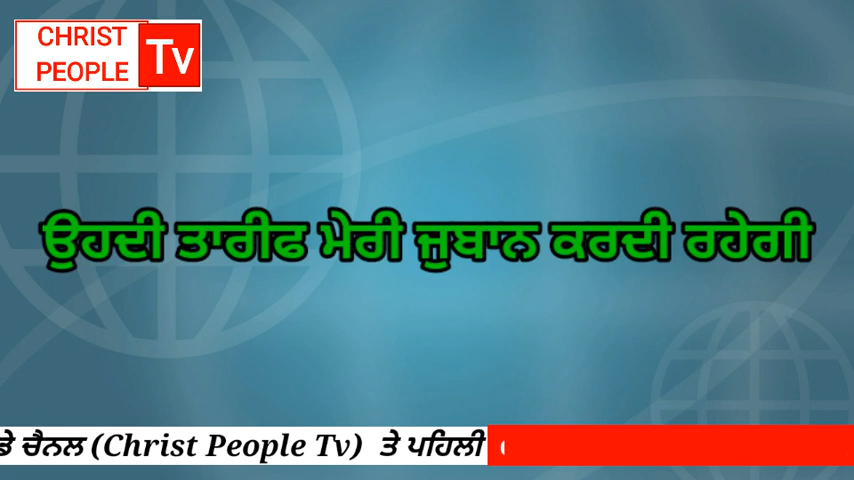 CHRIST
PEOPLE
Tv
ਉਹਦੀ ਤਾਰੀਫ ਮੇਰੀ ਜੁਬਾਨ ਕਰਦੀ ਰਹੇਗੀ
ਚੈਨਲ (Christ People Tv) ਤੇ ਪਹਿਲੀ